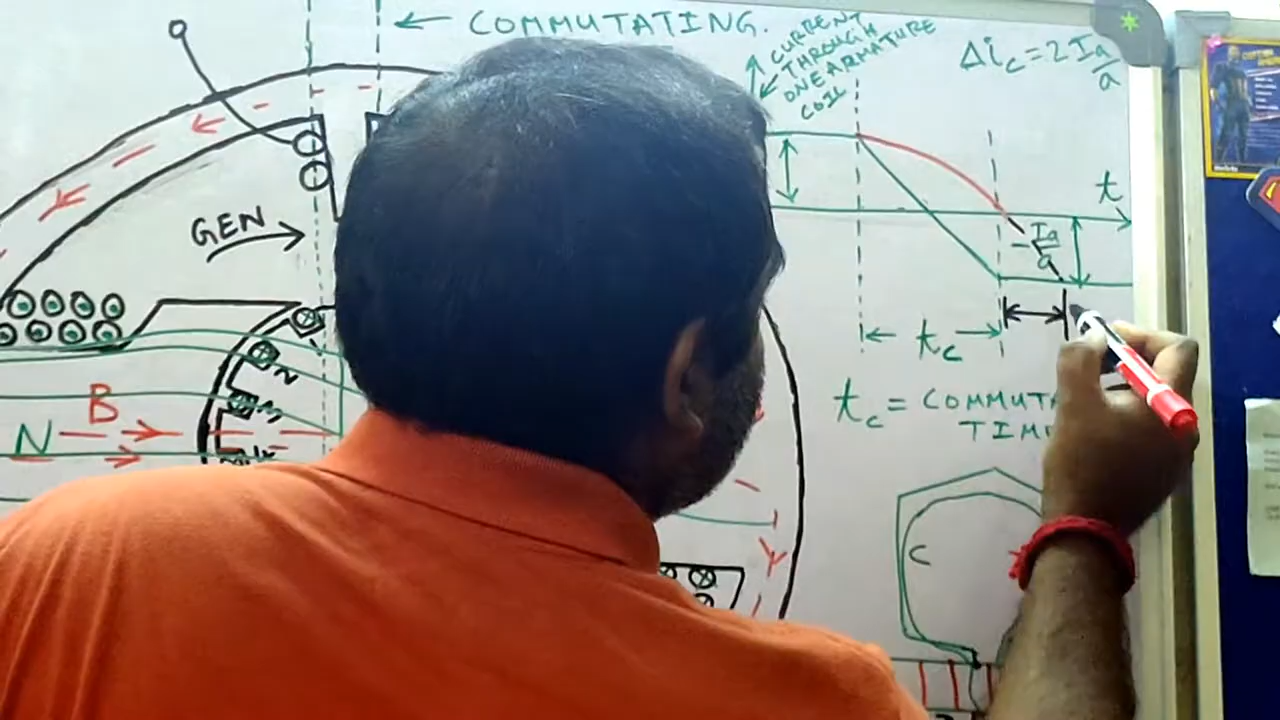 ← COMMUTATING.
CURRENT
THROUGH
ONE ARMATURE
COIL
Δi_c = 2 Ia/a
GEN
t
- Ia/a
t_c
t_c = COMMUTA
TIM
B
N
C